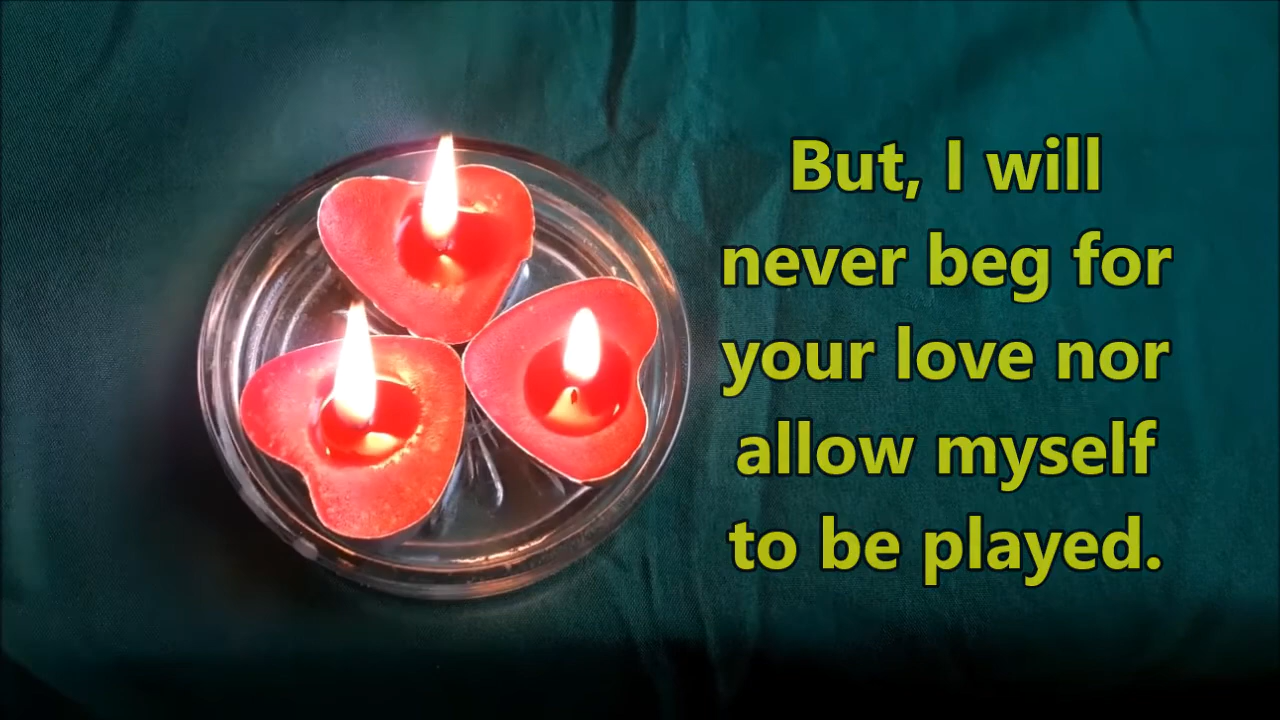 But, I will
never beg for
your love nor
allow myself
to be played.